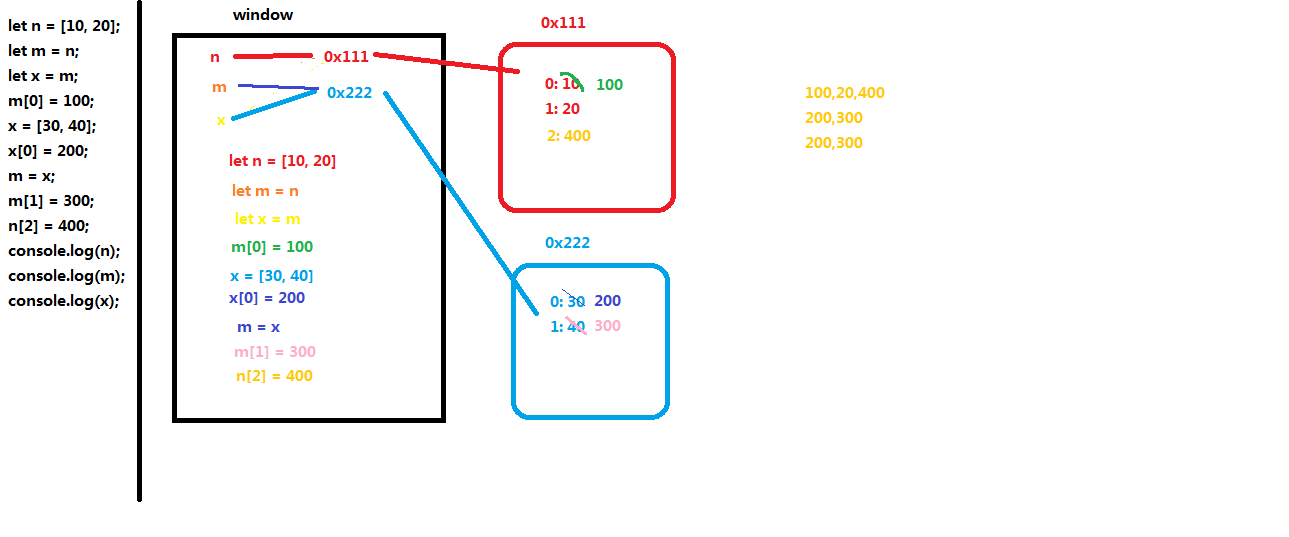 let n = [10, 20];
let m = n;
let x = m;
m[0] = 100;
x = [30, 40];
x[0] = 200;
m = x;
m[1] = 300;
n[2] = 400;
console.log(n);
console.log(m);
console.log(x);
window
n
0x111
m
0x222
x
let n = [10, 20]
let m = n
let x = m
m[0] = 100
x = [30, 40]
x[0] = 200
m = x
m[1] = 300
n[2] = 400
0x111
0: 10 100
1: 20
2: 400
0x222
0: 30 200
1: 40 300
100,20,400
200,300
200,300